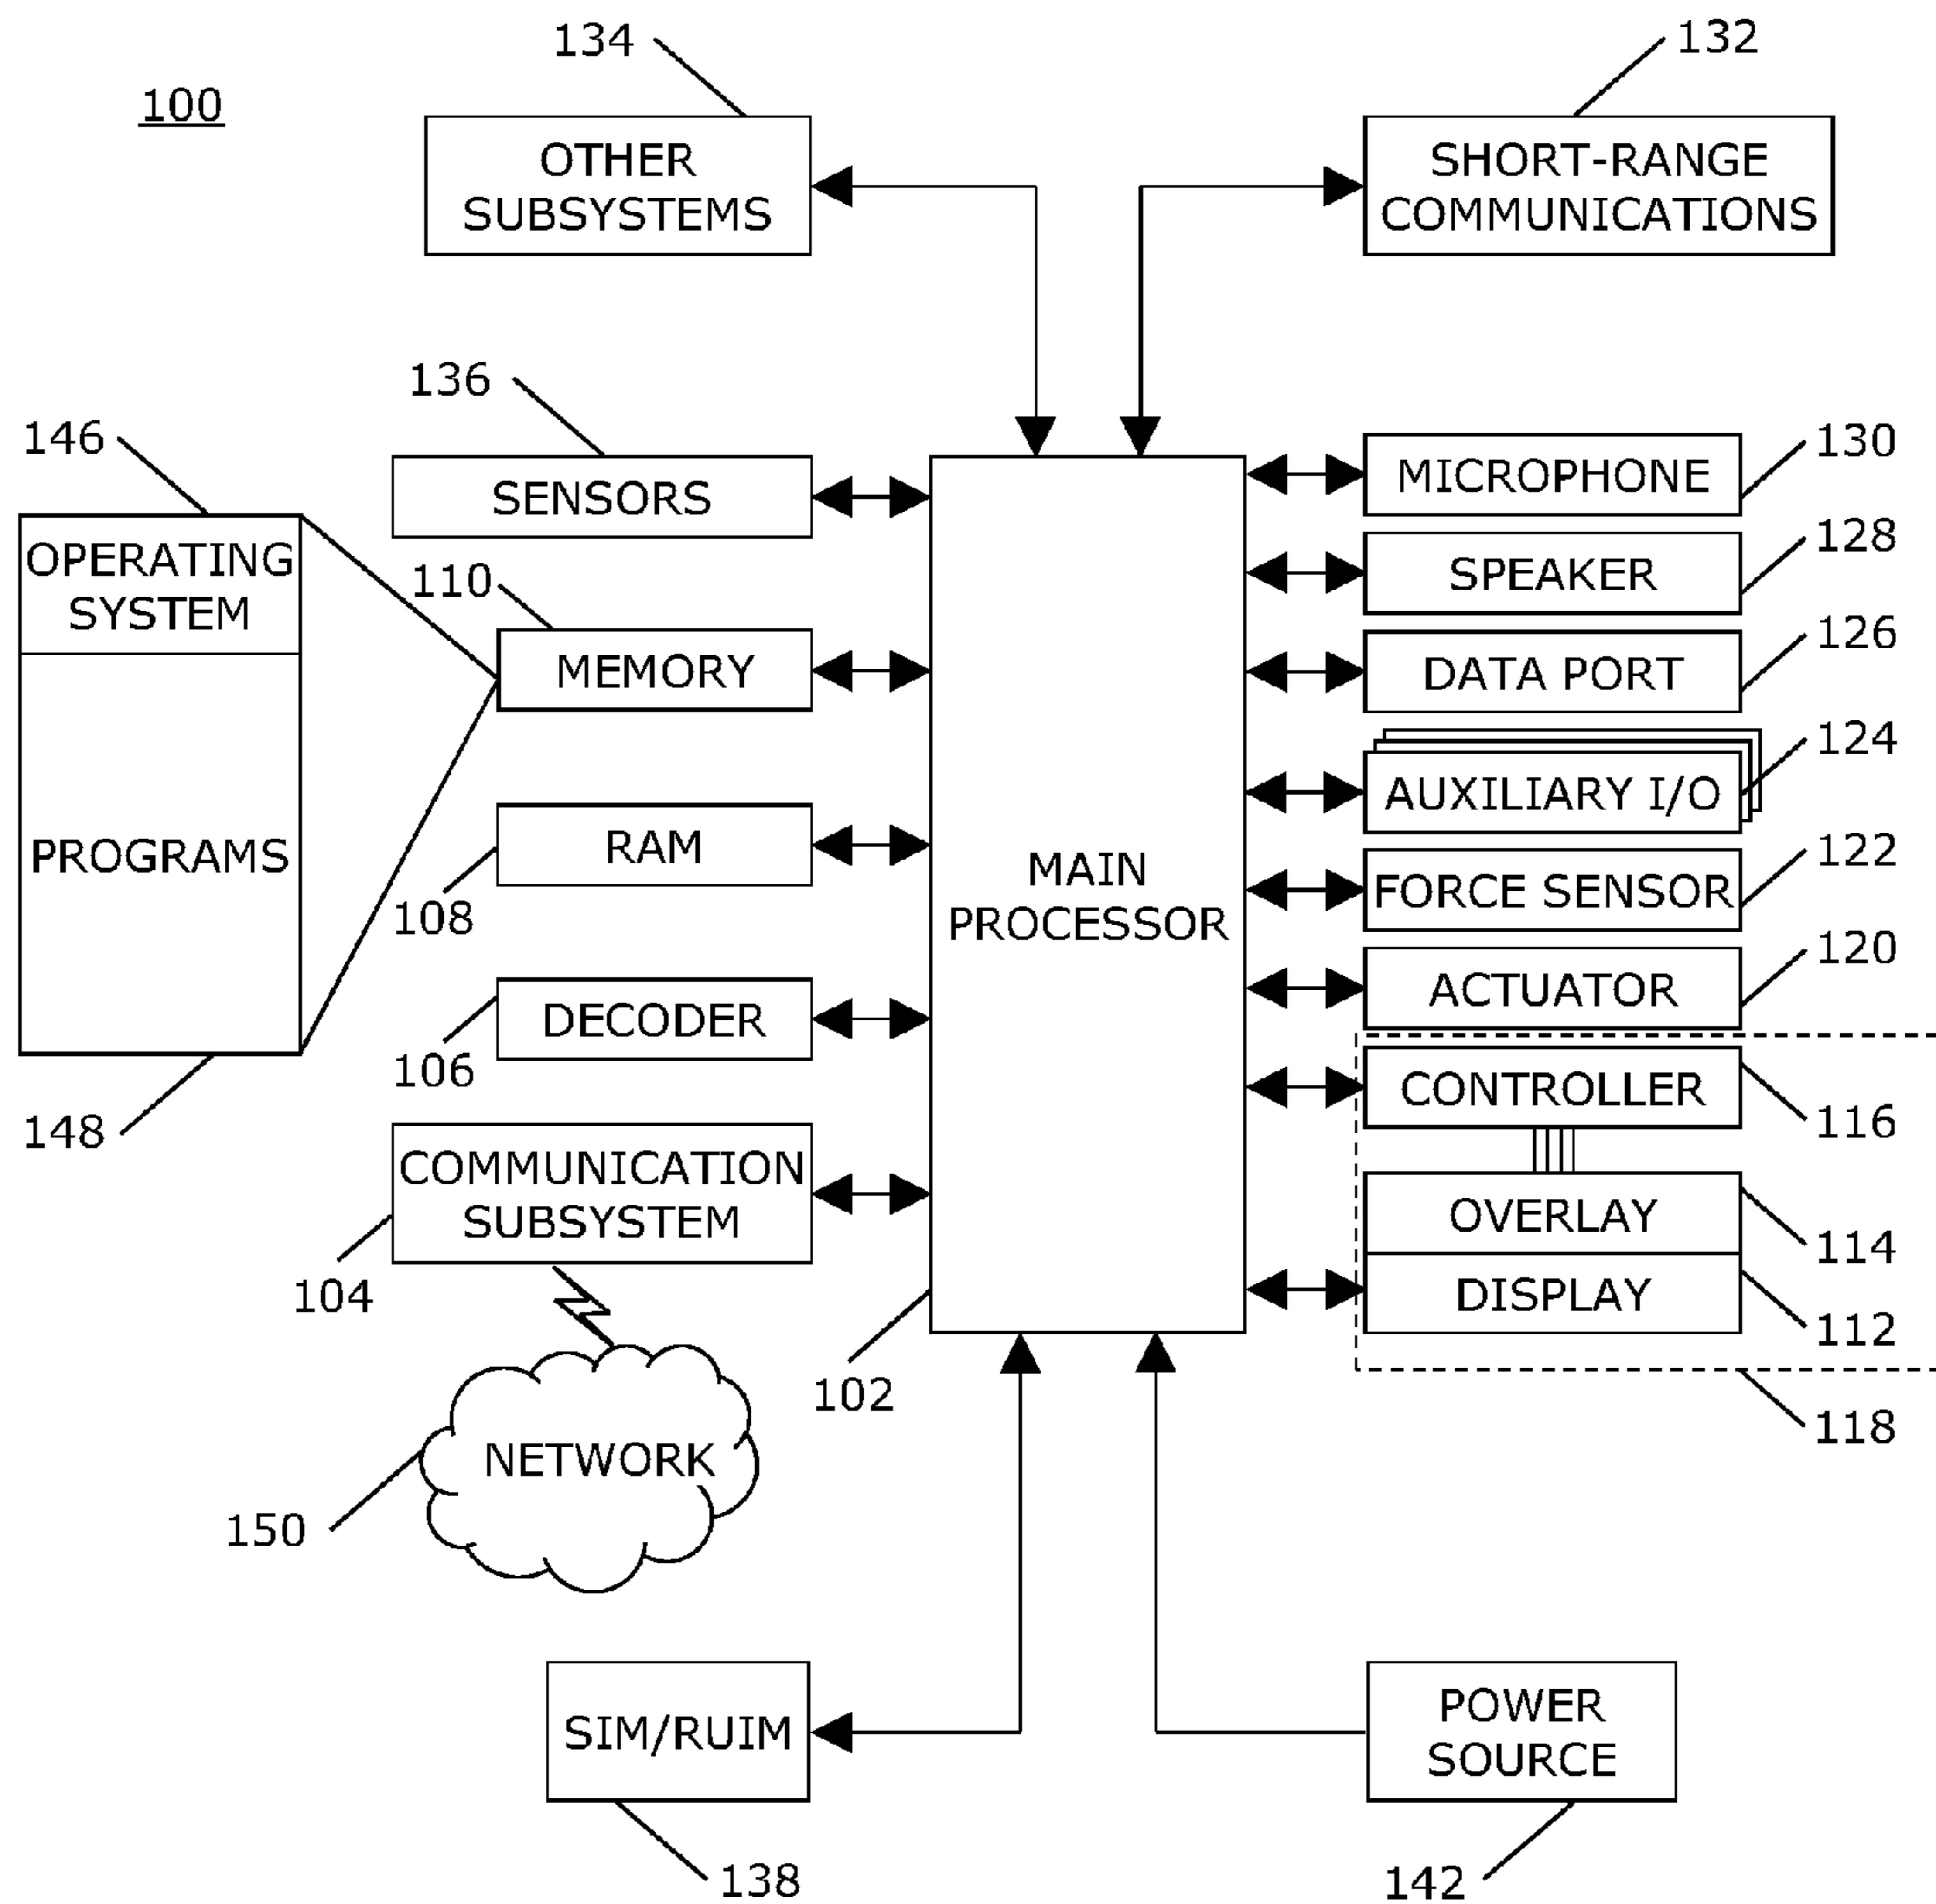 100
134
132
OTHER
SUBSYSTEMS
SHORT-RANGE
COMMUNICATIONS
136
146
SENSORS
MICROPHONE
130
OPERATING
SYSTEM
110
SPEAKER
128
MEMORY
DATA PORT
126
124
AUXILIARY I/O
PROGRAMS
RAM
108
MAIN
PROCESSOR
122
FORCE SENSOR
120
ACTUATOR
DECODER
106
CONTROLLER
116
148
COMMUNICATION
SUBSYSTEM
104
OVERLAY
114
DISPLAY
112
102
118
NETWORK
150
SIM/RUIM
138
POWER
SOURCE
142